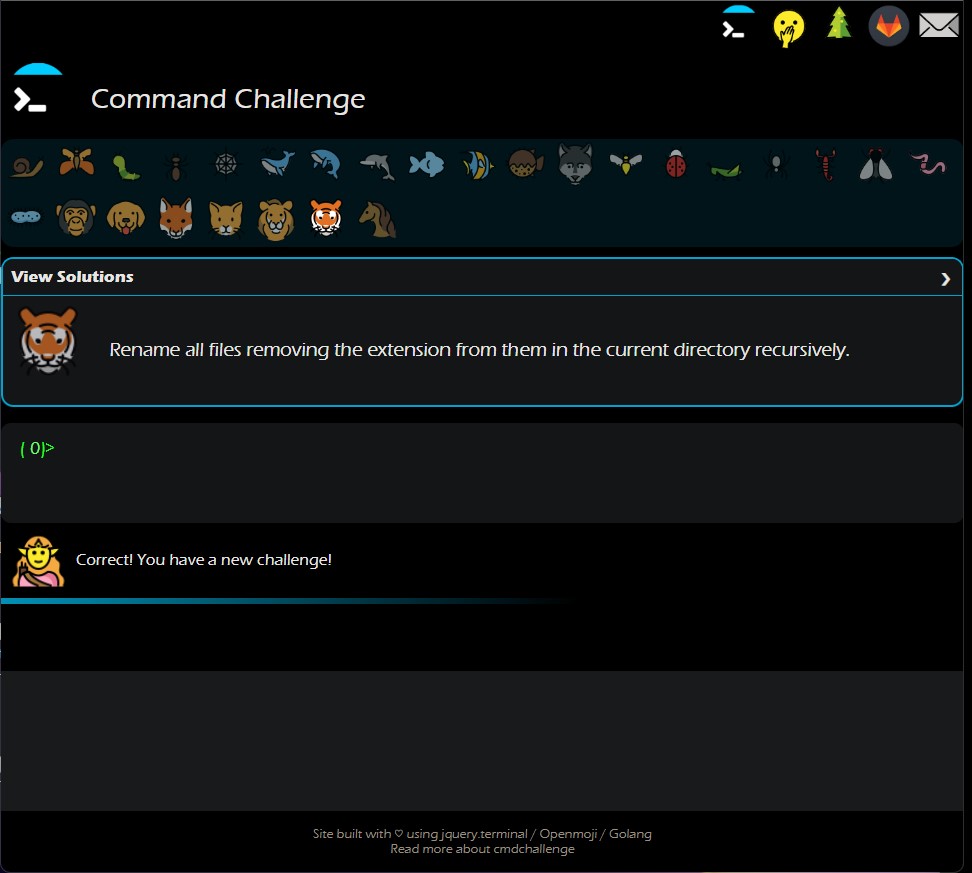 Command Challenge
View Solutions
Rename all files removing the extension from them in the current directory recursively.
( 0)>
Correct! You have a new challenge!
Site built with ♡ using jquery.terminal / Openmoji / Golang
Read more about cmdchallenge